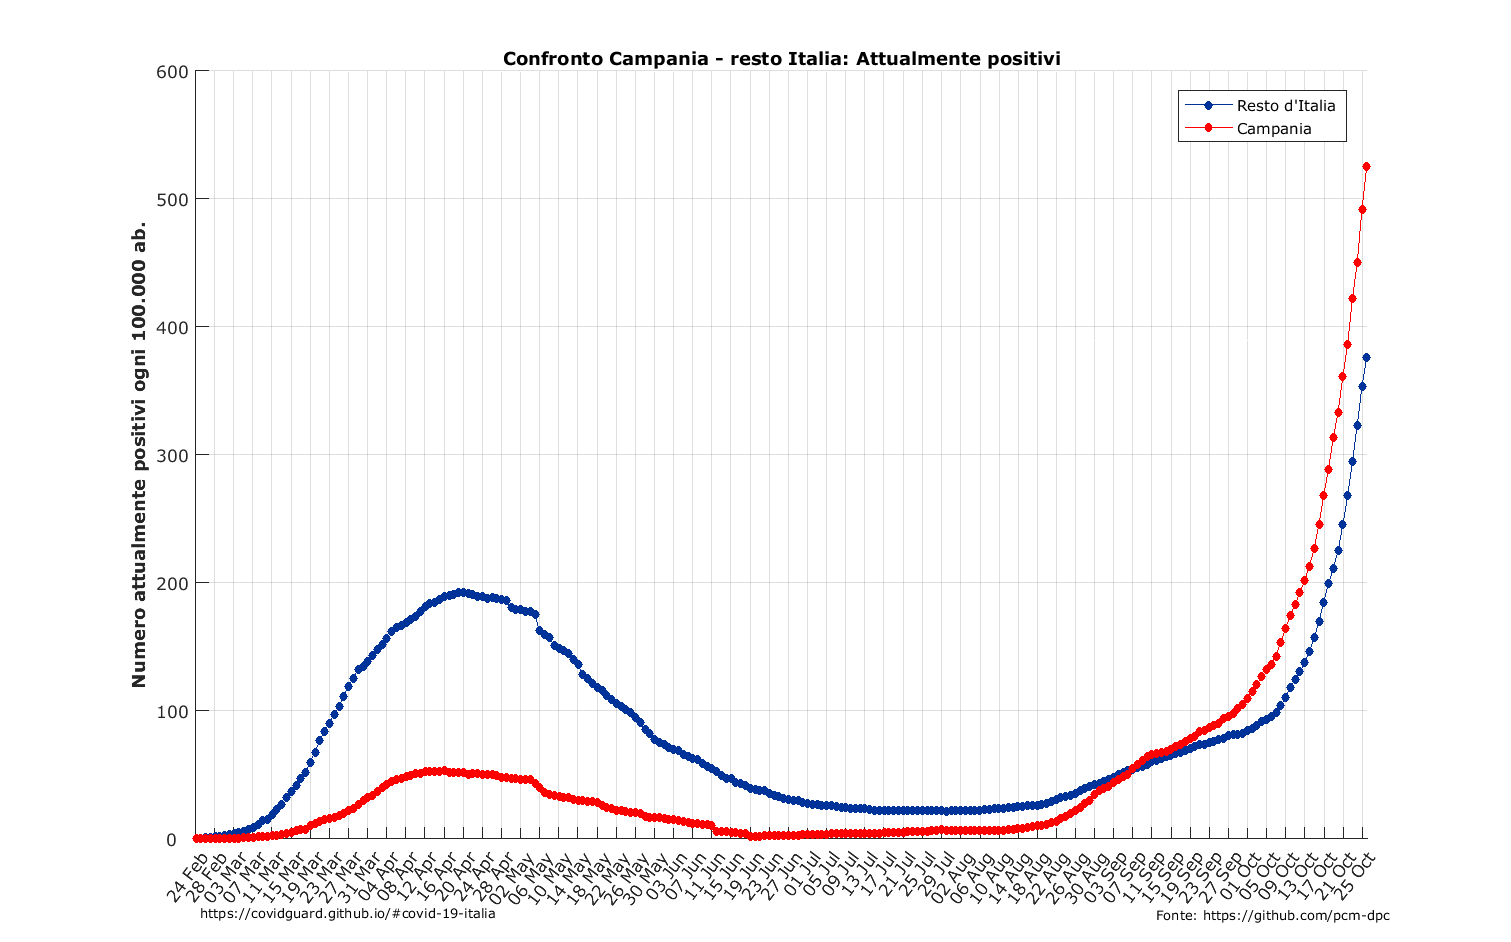 Confronto Campania - resto Italia: Attualmente positivi
Resto d'Italia
Campania
Numero attualmente positivi ogni 100.000 ab.
600
500
400
300
200
100
0
24 Feb
28 Feb
03 Mar
07 Mar
11 Mar
15 Mar
19 Mar
23 Mar
27 Mar
31 Mar
04 Apr
08 Apr
12 Apr
16 Apr
20 Apr
24 Apr
28 Apr
02 May
06 May
10 May
14 May
18 May
22 May
26 May
30 May
03 Jun
07 Jun
11 Jun
15 Jun
19 Jun
23 Jun
27 Jun
01 Jul
05 Jul
09 Jul
13 Jul
17 Jul
21 Jul
25 Jul
29 Jul
02 Aug
06 Aug
10 Aug
14 Aug
18 Aug
22 Aug
26 Aug
30 Aug
03 Sep
07 Sep
11 Sep
15 Sep
19 Sep
23 Sep
27 Sep
01 Oct
05 Oct
09 Oct
13 Oct
17 Oct
21 Oct
25 Oct
https://covidguard.github.io/#covid-19-italia
Fonte: https://github.com/pcm-dpc